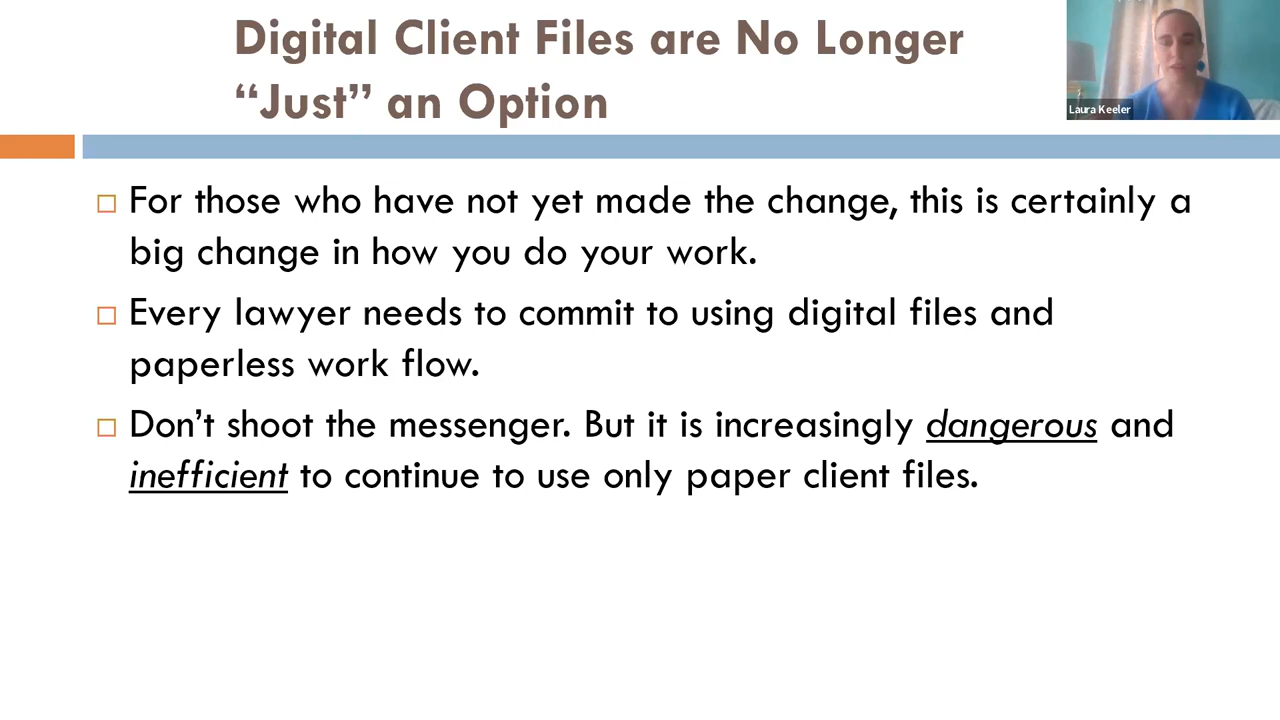 Digital Client Files are No Longer
“Just” an Option
Laura Keeler
For those who have not yet made the change, this is certainly a
big change in how you do your work.
Every lawyer needs to commit to using digital files and
paperless work flow.
Don’t shoot the messenger. But it is increasingly dangerous and
inefficient to continue to use only paper client files.